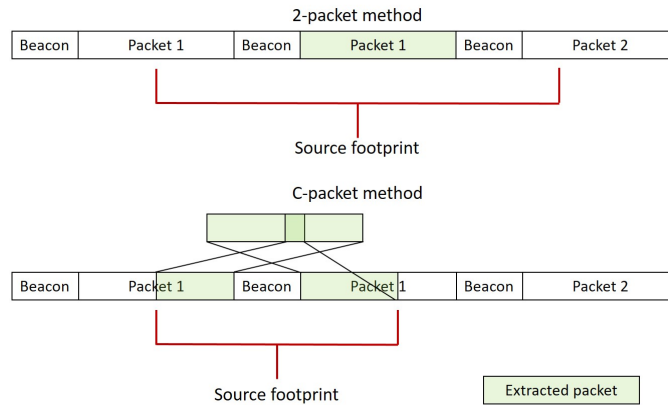 2-packet method
Beacon Packet 1 Beacon Packet 1 Beacon Packet 2
Source footprint
C-packet method
Beacon Packet 1 Beacon Packet 1 Beacon Packet 2
Source footprint
Extracted packet